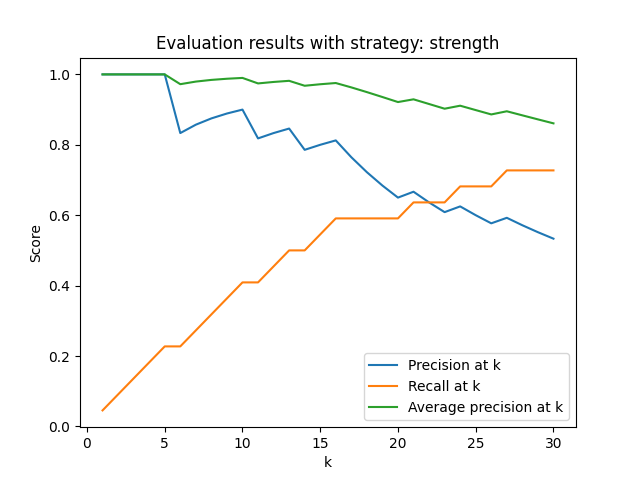 Evaluation results with strategy: strength
1.0
0.8
0.6
0.4
0.2
0.0
Score
0 5 10 15 20 25 30
k
Precision at k
Recall at k
Average precision at k